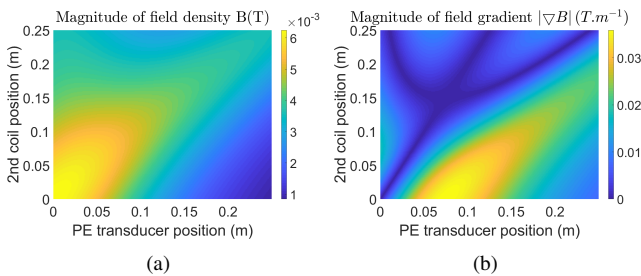 Magnitude of field density B(T)
×10⁻³
2nd coil position (m)
0.25
0.2
0.15
0.1
0.05
0
0 0.05 0.1 0.15 0.2
PE transducer position (m)
6
5
4
3
2
1
(a)
Magnitude of field gradient |▽B| (T.m⁻¹)
2nd coil position (m)
0.25
0.2
0.15
0.1
0.05
0
0 0.05 0.1 0.15 0.2
PE transducer position (m)
0.03
0.02
0.01
0
(b)